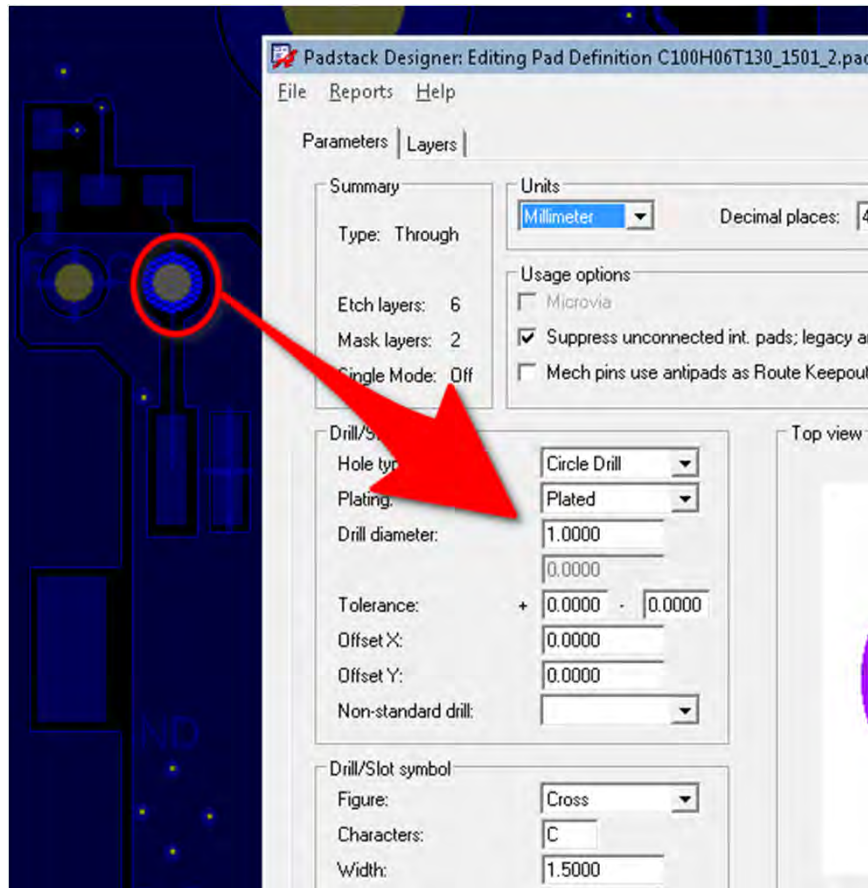 Padstack Designer: Editing Pad Definition C100H06T130_1501_2.pad
File Reports Help
Parameters Layers
Summary
Type: Through
Etch layers: 6
Mask layers: 2
Single Mode: Off
Units
Millimeter Decimal places: 4
Usage options
Microvia
Suppress unconnected int. pads; legacy
Mech pins use antipads as Route Keepout
Hole Circle Drill
Plating: Plated
Drill diameter: 1.0000
0.0000
Tolerance: + 0.0000 - 0.0000
Offset X: 0.0000
Offset Y: 0.0000
Non-standard drill:
Top view
Drill/Slot symbol
Figure: Cross
Characters: C
Width: 1.5000
ND